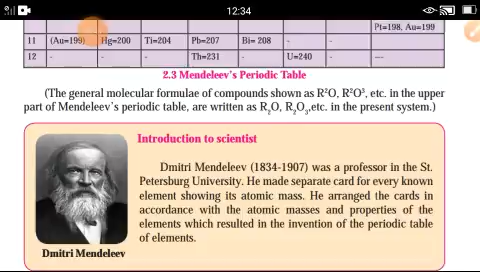 12:34
Pt=198, Au=199
11 (Au=199) Hg=200 Ti=204 Pb=207 Bi= 208 - -
12 - - - Th=231 - U=240 - ----
2.3 Mendeleev's Periodic Table
(The general molecular formulae of compounds shown as R²O, R²O³, etc. in the upper
part of Mendeleev's periodic table, are written as R₂O, R₂O₃,etc. in the present system.)
Introduction to scientist
Dmitri Mendeleev (1834-1907) was a professor in the St.
Petersburg University. He made separate card for every known
element showing its atomic mass. He arranged the cards in
accordance with the atomic masses and properties of the
elements which resulted in the invention of the periodic table
of elements.
Dmitri Mendeleev